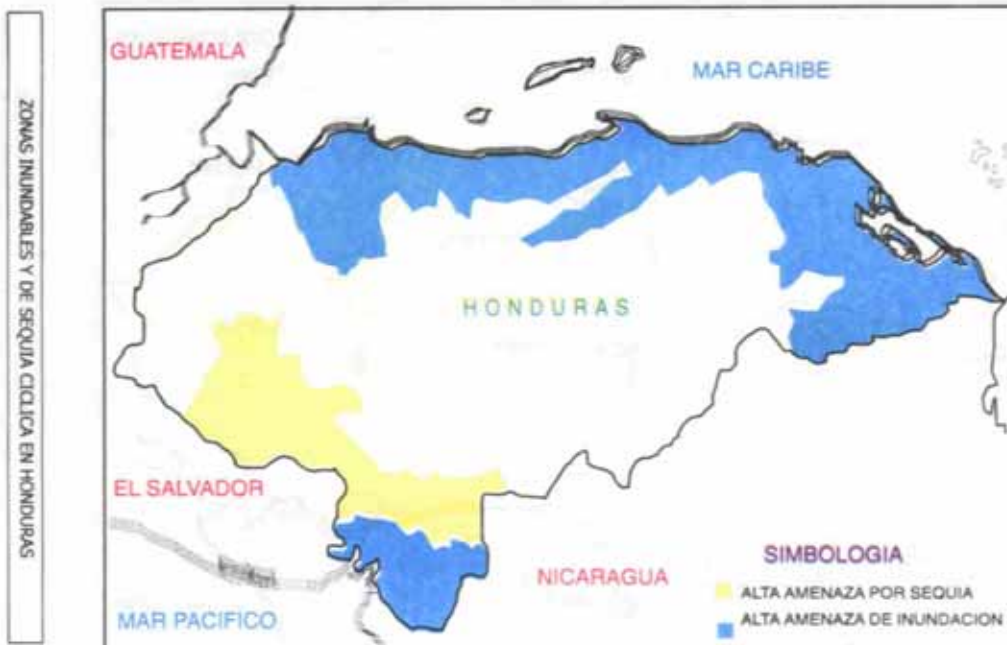 ZONAS INUNDABLES Y DE SEQUIA CICLICA EN HONDURAS
GUATEMALA
MAR CARIBE
HONDURAS
EL SALVADOR
NICARAGUA
MAR PACIFICO
SIMBOLOGIA
ALTA AMENAZA POR SEQUIA
ALTA AMENAZA DE INUNDACION